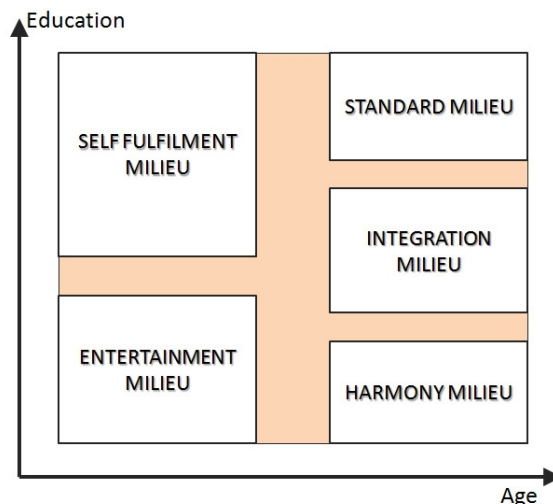 Education
SELF FULFILMENT
MILIEU
STANDARD MILIEU
INTEGRATION
MILIEU
ENTERTAINMENT
MILIEU
HARMONY MILIEU
Age